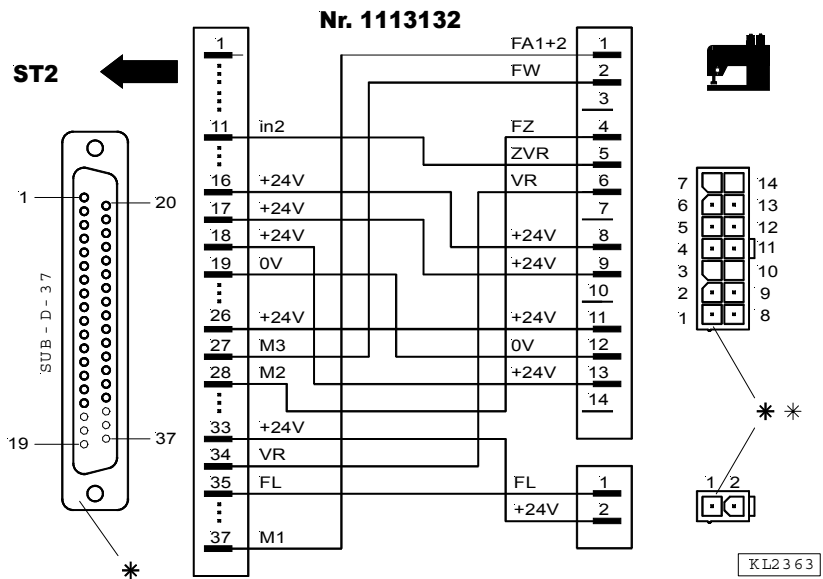 Nr. 1113132
ST2
1
11 in2
16 +24V
17 +24V
18 +24V
19 0V
26 +24V
27 M3
28 M2
33 +24V
34 VR
35 FL
37 M1
FA1+2 1
FW 2
3
FZ 4
ZVR 5
VR 6
7
+24V 8
+24V 9
10
+24V 11
0V 12
+24V 13
14
FL 1
+24V 2
1 20
SUB-D-37
19 37
7 14
6 13
5 12
4 11
3 10
2 9
1 8
1 2
KL2363